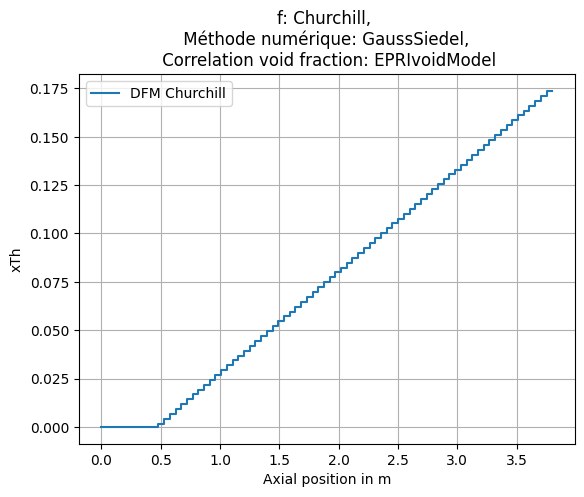 f: Churchill,
Méthode numérique: GaussSiedel,
Correlation void fraction: EPRIvoidModel
DFM Churchill
xTh
0.175
0.150
0.125
0.100
0.075
0.050
0.025
0.000
0.0 0.5 1.0 1.5 2.0 2.5 3.0 3.5
Axial position in m